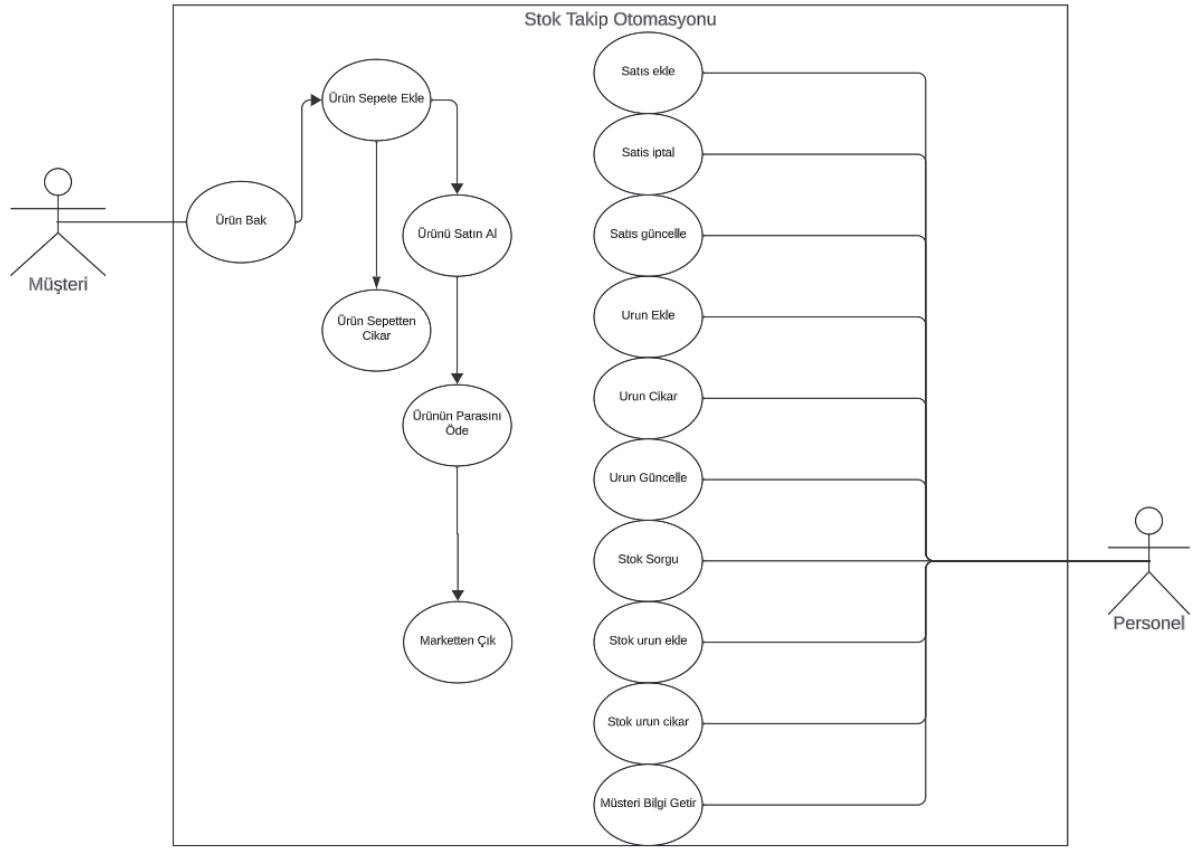 Stok Takip Otomasyonu
Müşteri
Ürün Bak
Ürün Sepete Ekle
Ürün Sepetten
Cikar
Ürünü Satın Al
Ürünün Parasını
Öde
Marketten Çık
Satıs ekle
Satis iptal
Satıs güncelle
Urun Ekle
Urun Cikar
Urun Güncelle
Stok Sorgu
Stok urun ekle
Stok urun cikar
Müsteri Bilgi Getir
Personel